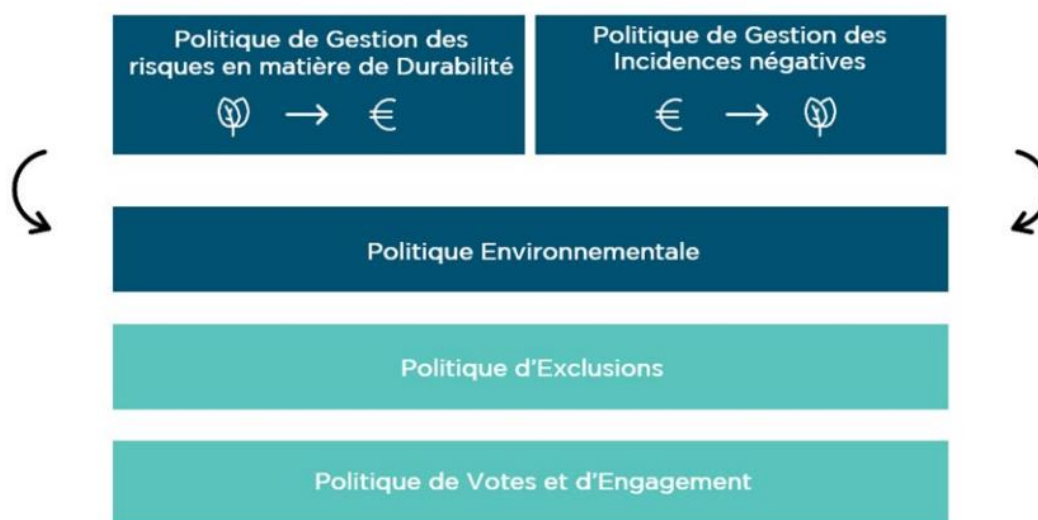 Politique de Gestion des
risques en matière de Durabilité
→ €
Politique de Gestion des
Incidences négatives
€ →
Politique Environnementale
Politique d'Exclusions
Politique de Votes et d'Engagement